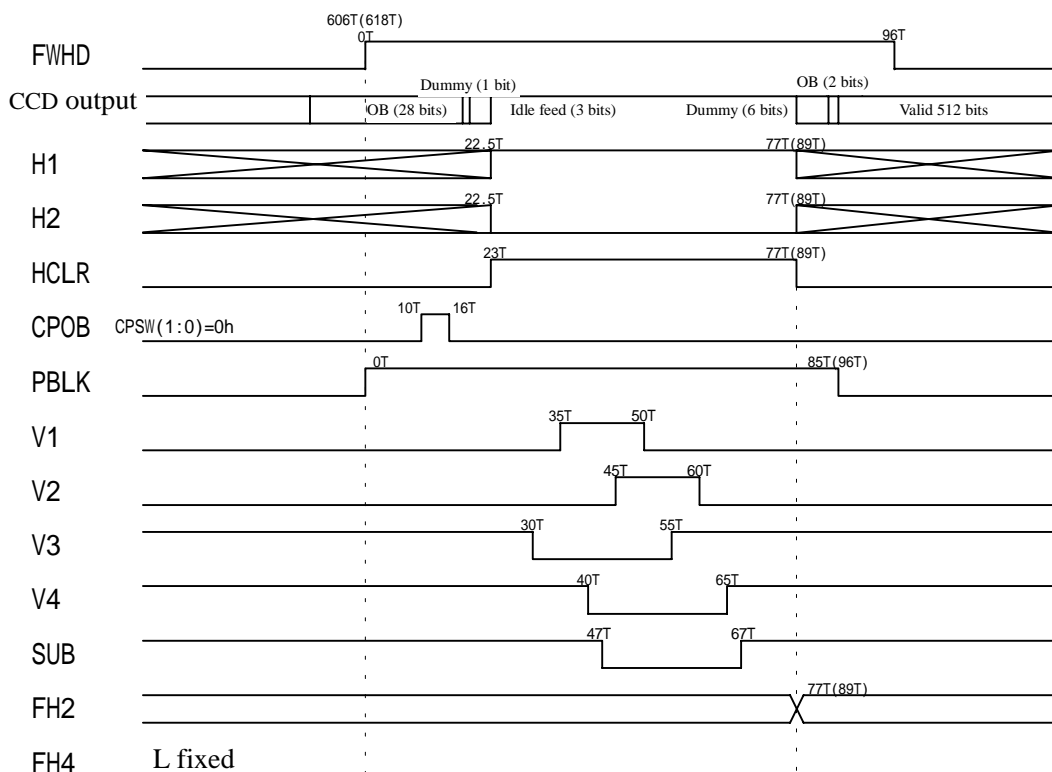 606T(618T)
FWHD 0T 96T
Dummy (1 bit) OB (2 bits)
CCD output OB (28 bits) Idle feed (3 bits) Dummy (6 bits) Valid 512 bits
H1 22.5T 77T(89T)
H2 22.5T 77T(89T)
HCLR 23T 77T(89T)
CPOB CPSW(1:0)=0h 10T 16T
PBLK 0T 85T(96T)
V1 35T 50T
V2 45T 60T
V3 30T 55T
V4 40T 65T
SUB 47T 67T
FH2 77T(89T)
FH4 L fixed